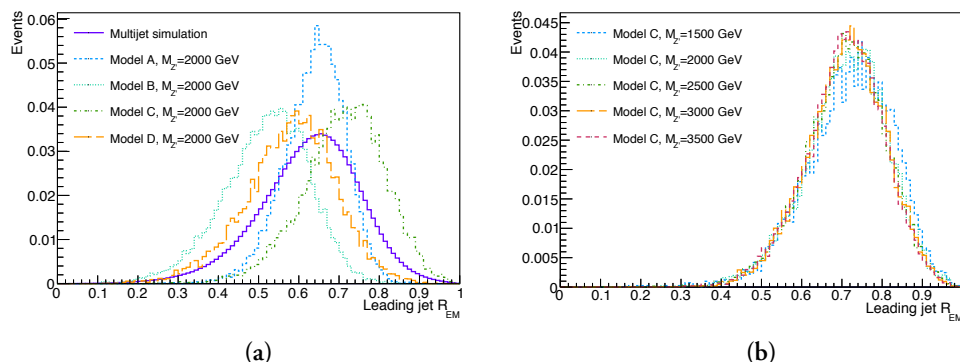 Events
0.06
0.05
0.04
0.03
0.02
0.01
0
Multijet simulation
Model A, M_Z'=2000 GeV
Model B, M_Z'=2000 GeV
Model C, M_Z'=2000 GeV
Model D, M_Z'=2000 GeV
0 0.1 0.2 0.3 0.4 0.5 0.6 0.7 0.8 0.9 1
Leading jet R_EM
(a)
Events
0.045
0.04
0.035
0.03
0.025
0.02
0.015
0.01
0.005
0
Model C, M_Z'=1500 GeV
Model C, M_Z'=2000 GeV
Model C, M_Z'=2500 GeV
Model C, M_Z'=3000 GeV
Model C, M_Z'=3500 GeV
0 0.1 0.2 0.3 0.4 0.5 0.6 0.7 0.8 0.9
Leading jet R_EM
(b)